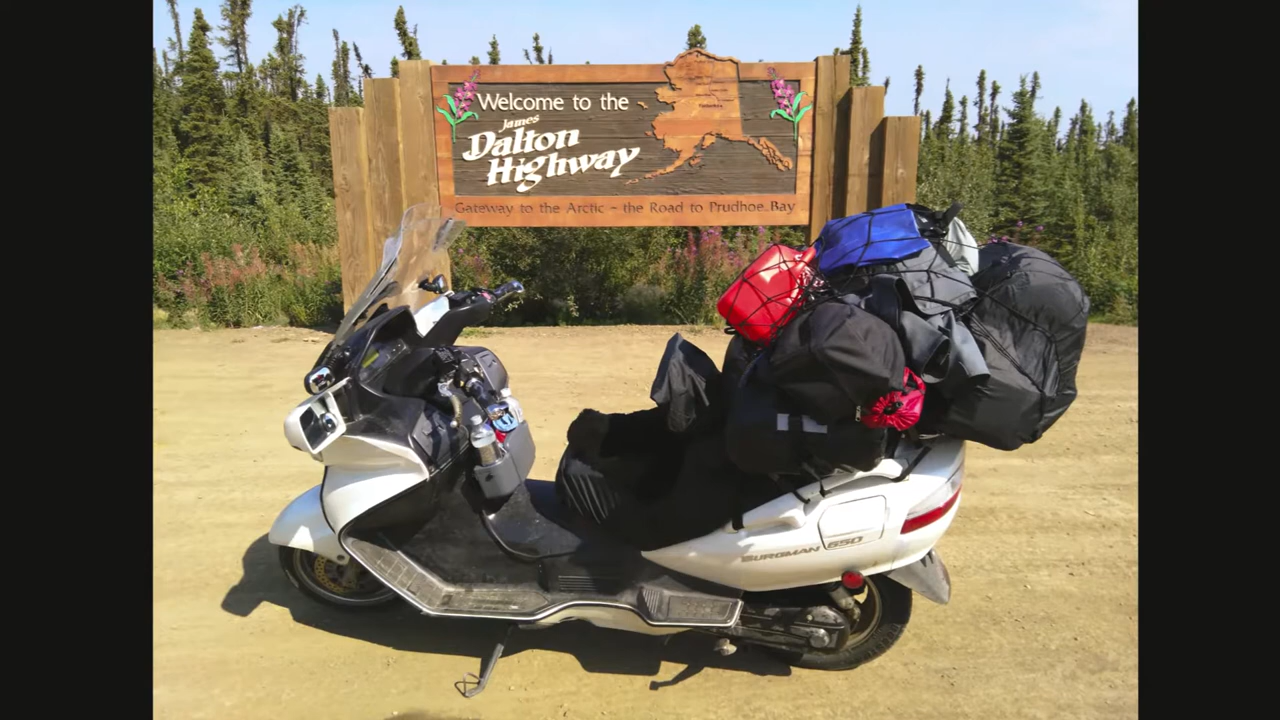 Welcome to the
James
Dalton
Highway
Gateway to the Arctic ~ the Road to Prudhoe Bay
BURGMAN 650